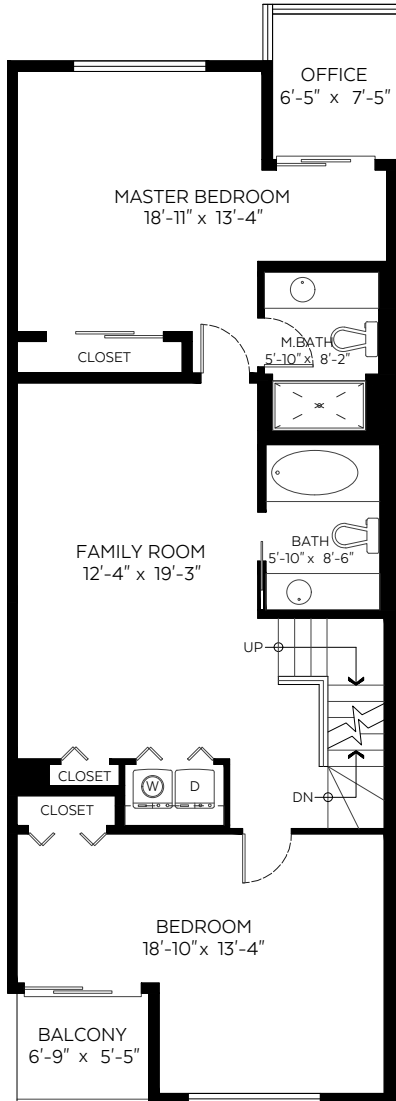 OFFICE
6'-5" x 7'-5"
MASTER BEDROOM
18'-11" x 13'-4"
M.BATH
5'-10" x 8'-2"
CLOSET
FAMILY ROOM
12'-4" x 19'-3"
BATH
5'-10" x 8'-6"
UP
CLOSET
W
D
CLOSET
DN
BEDROOM
18'-10" x 13'-4"
BALCONY
6'-9" x 5'-5"